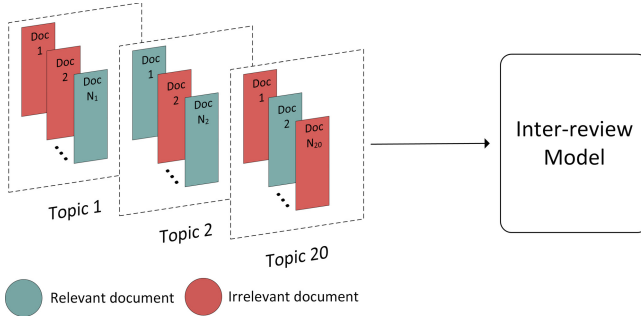 Doc
1
Doc
2
Doc
N₁
Topic 1
Doc
1
Doc
2
Doc
N₂
Topic 2
Doc
1
Doc
2
Doc
N₂₀
Topic 20
Inter-review
Model
Relevant document
Irrelevant document